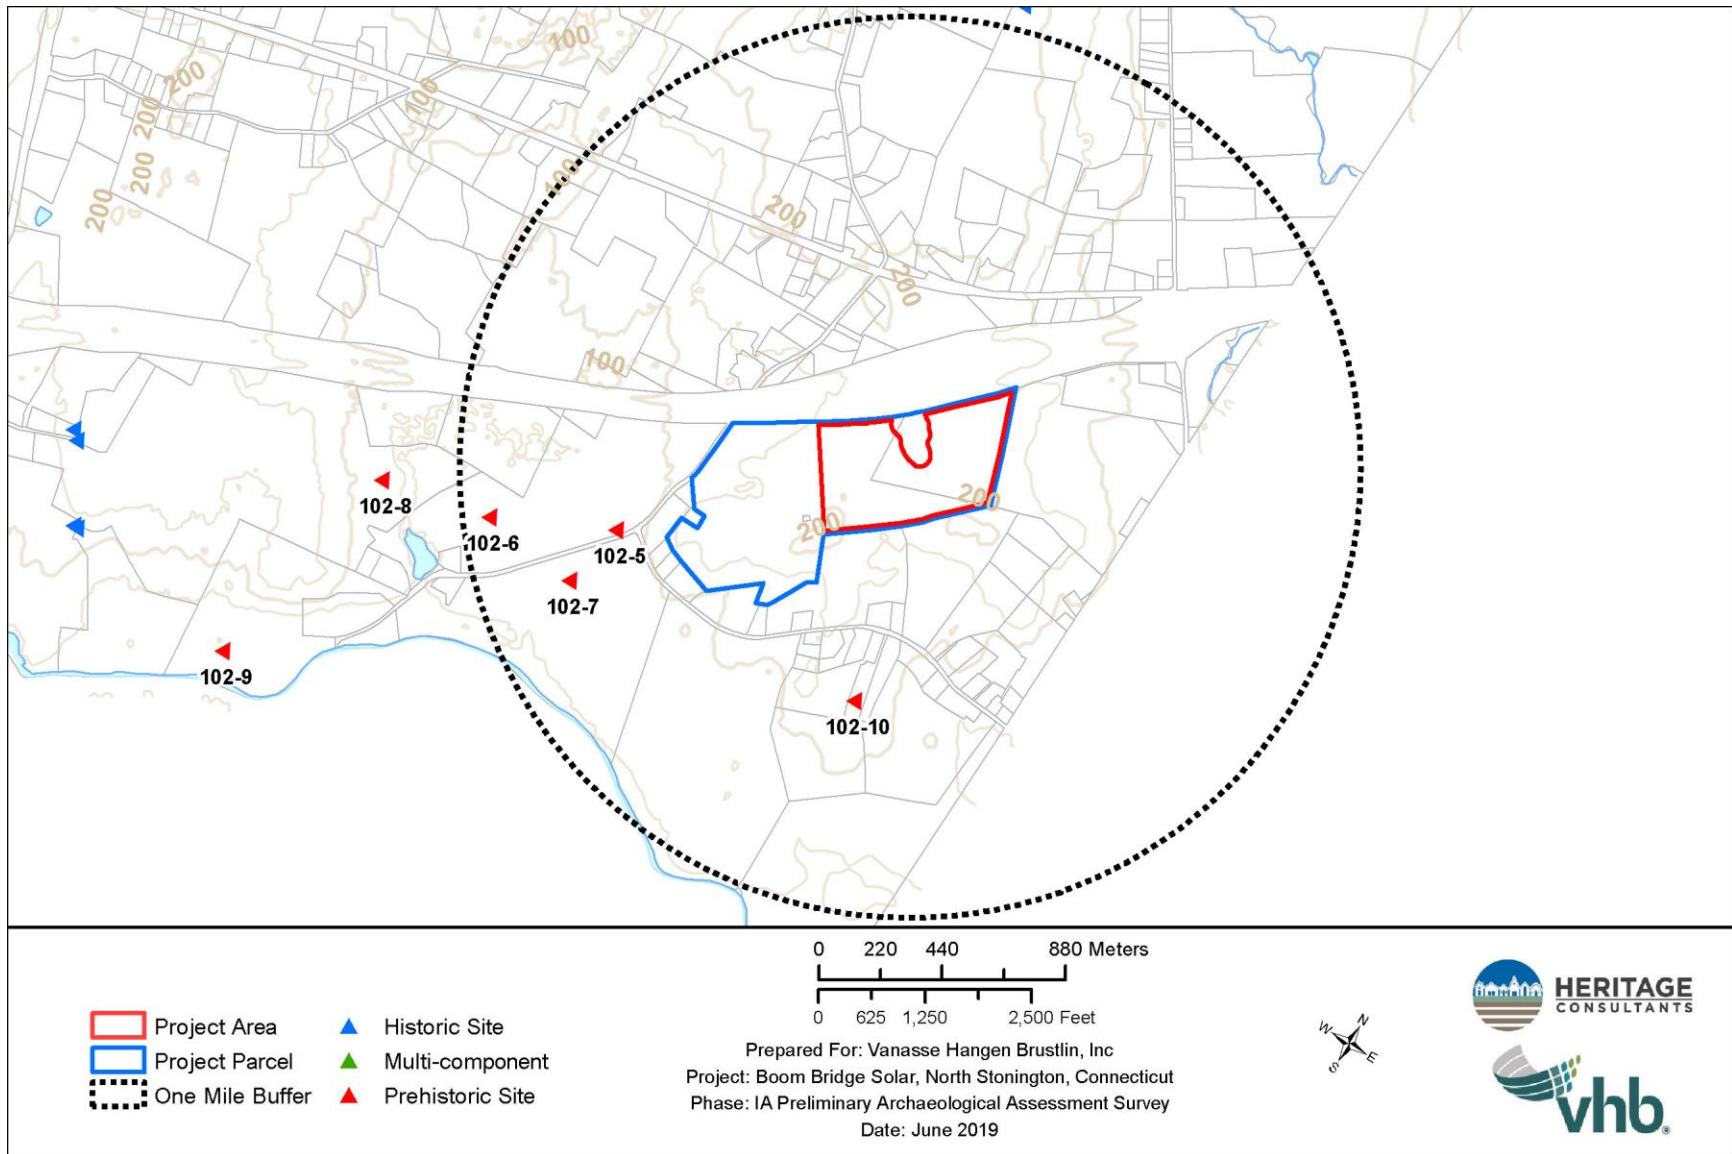 100
200
100
200
200
200
100
200
200
100
200
200
102-8
102-6
102-5
102-7
102-9
102-10
0 220 440 880 Meters
0 625 1,250 2,500 Feet
Project Area
Project Parcel
One Mile Buffer
Historic Site
Multi-component
Prehistoric Site
Prepared For: Vanasse Hangen Brustlin, Inc
Project: Boom Bridge Solar, North Stonington, Connecticut
Phase: IA Preliminary Archaeological Assessment Survey
Date: June 2019
N
W
E
S
HERITAGE
CONSULTANTS
vhb®